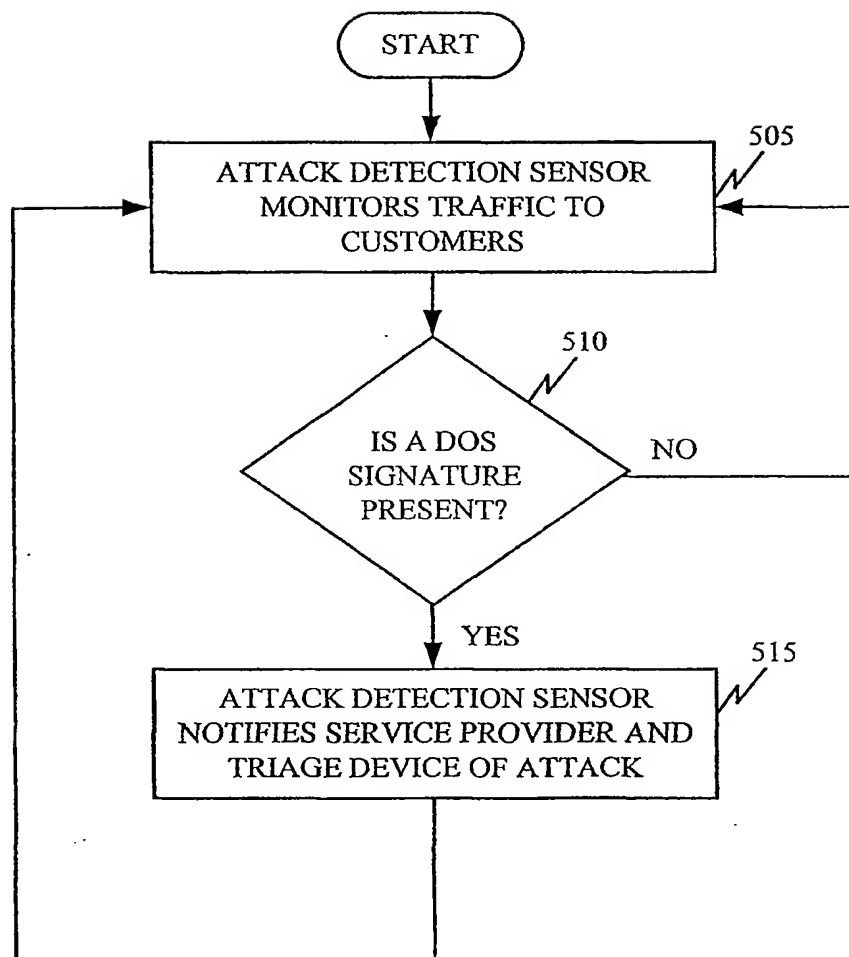 START
505
ATTACK DETECTION SENSOR
MONITORS TRAFFIC TO
CUSTOMERS
510
IS A DOS
SIGNATURE
PRESENT?
NO
YES
515
ATTACK DETECTION SENSOR
NOTIFIES SERVICE PROVIDER AND
TRIAGE DEVICE OF ATTACK